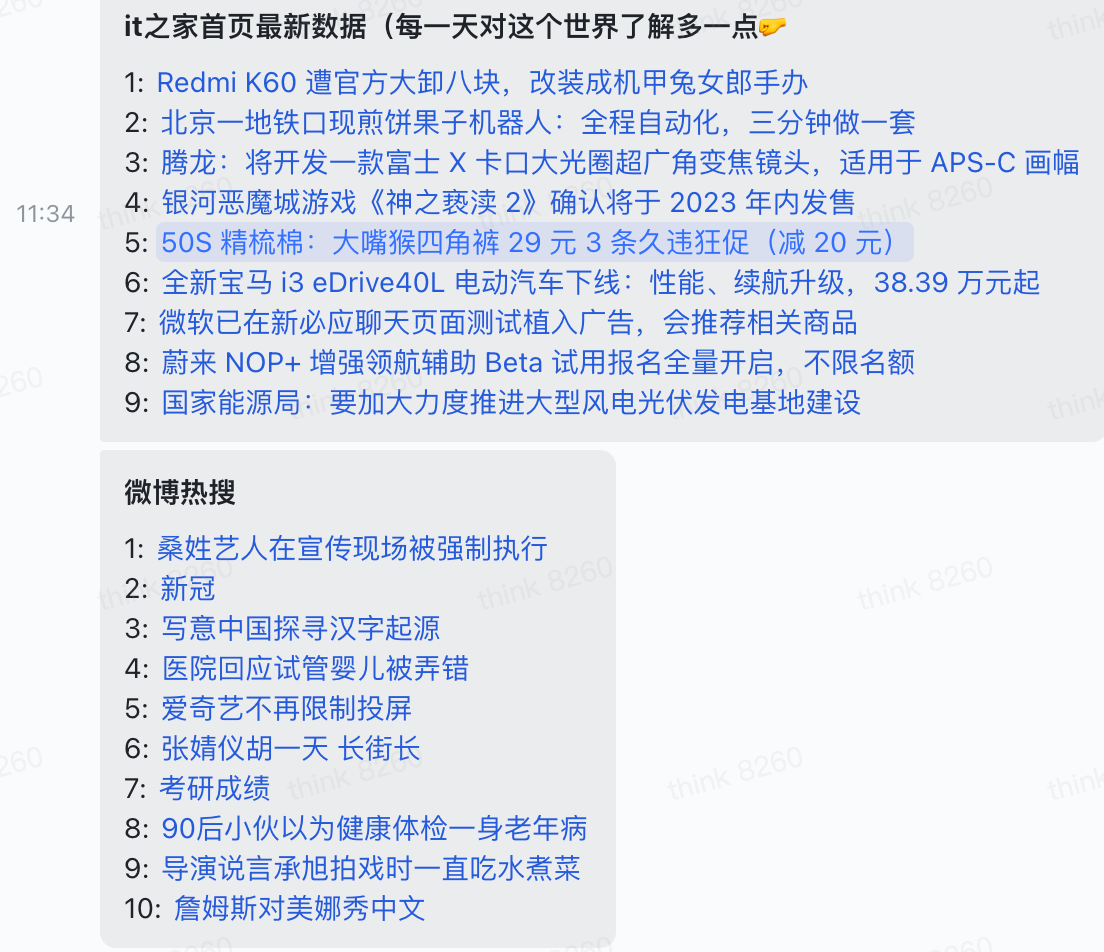 it之家首页最新数据（每一天对这个世界了解多一点🤛
1: Redmi K60 遭官方大卸八块，改装成机甲兔女郎手办
2: 北京一地铁口现煎饼果子机器人：全程自动化，三分钟做一套
3: 腾龙：将开发一款富士 X 卡口大光圈超广角变焦镜头，适用于 APS-C 画幅
4: 银河恶魔城游戏《神之亵渎 2》确认将于 2023 年内发售
11:34
5: 50S 精梳棉：大嘴猴四角裤 29 元 3 条久违狂促（减 20 元）
6: 全新宝马 i3 eDrive40L 电动汽车下线：性能、续航升级，38.39 万元起
7: 微软已在新必应聊天页面测试植入广告，会推荐相关商品
8: 蔚来 NOP+ 增强领航辅助 Beta 试用报名全量开启，不限名额
9: 国家能源局：要加大力度推进大型风电光伏发电基地建设
微博热搜
1: 桑姓艺人在宣传现场被强制执行
2: 新冠
3: 写意中国探寻汉字起源
4: 医院回应试管婴儿被弄错
5: 爱奇艺不再限制投屏
6: 张婧仪胡一天 长街长
7: 考研成绩
8: 90后小伙以为健康体检一身老年病
9: 导演说言承旭拍戏时一直吃水煮菜
10: 詹姆斯对美娜秀中文
think 8260